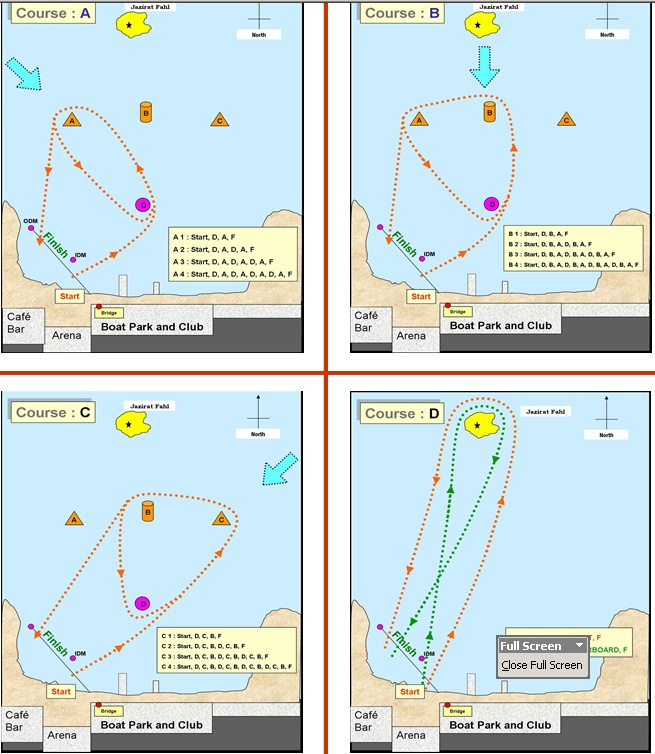 Course : A
Jazirat Fahl
North
A
B
C
D
ODM
Finish
IDM
A 1 : Start, D, A, F
A 2 : Start, D, A, D, A, F
A 3 : Start, D, A, D, A, D, A, F
A 4 : Start, D, A, D, A, D, A, D, A, F
Start
Café
Bar
Arena
Bridge
Boat Park and Club
Course : B
Jazirat Fahl
North
A
B
C
D
Finish
IDM
B 1 : Start, D, B, A, F
B 2 : Start, D, B, A, D, B, A, F
B 3 : Start, D, B, A, D, B, A, D, B, A, F
B 4 : Start, D, B, A, D, B, A, D, B, A, D, B, A, F
Start
Café
Bar
Arena
Bridge
Boat Park and Club
Course : C
Jazirat Fahl
North
A
B
C
D
Finish
IDM
C 1 : Start, D, C, B, F
C 2 : Start, D, C, B, D, C, B, F
C 3 : Start, D, C, B, D, C, B, D, C, B, F
C 4 : Start, D, C, B, D, C, B, D, C, B, D, C, B, F
Start
Café
Bar
Arena
Bridge
Boat Park and Club
Course : D
Jazirat Fahl
North
Finish
IDM
Full Screen
Close Full Screen
, F
RBOARD, F
Start
Café
Bar
Arena
Bridge
Boat Park and Club